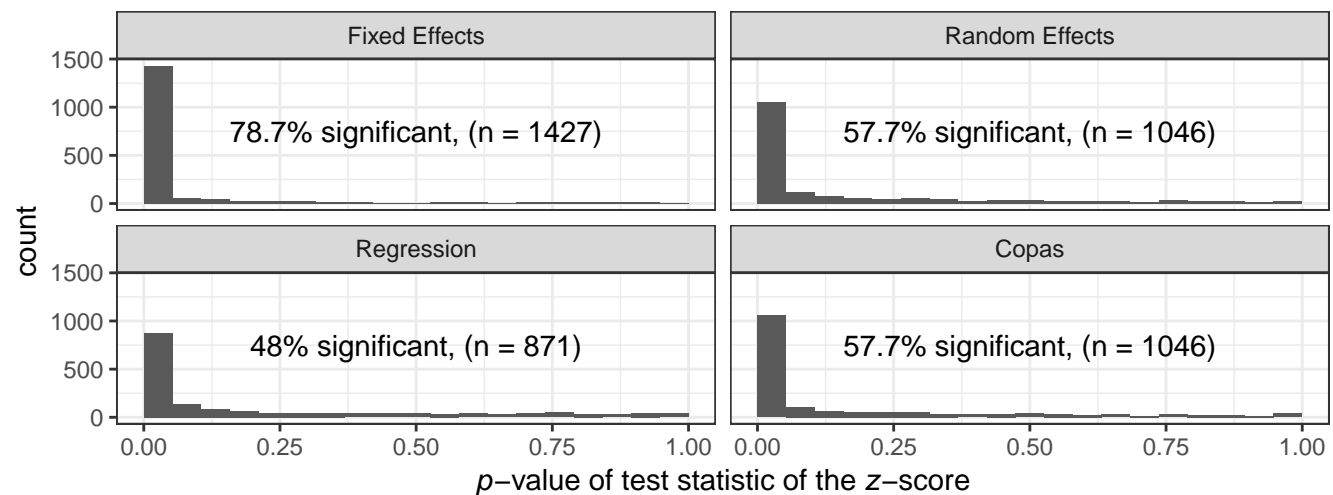 Fixed Effects
Random Effects
1500
1000
500
0
78.7% significant, (n = 1427)
57.7% significant, (n = 1046)
count
Regression
Copas
1500
1000
500
0
48% significant, (n = 871)
57.7% significant, (n = 1046)
0.00 0.25 0.50 0.75 1.00
0.00 0.25 0.50 0.75 1.00
p−value of test statistic of the z−score